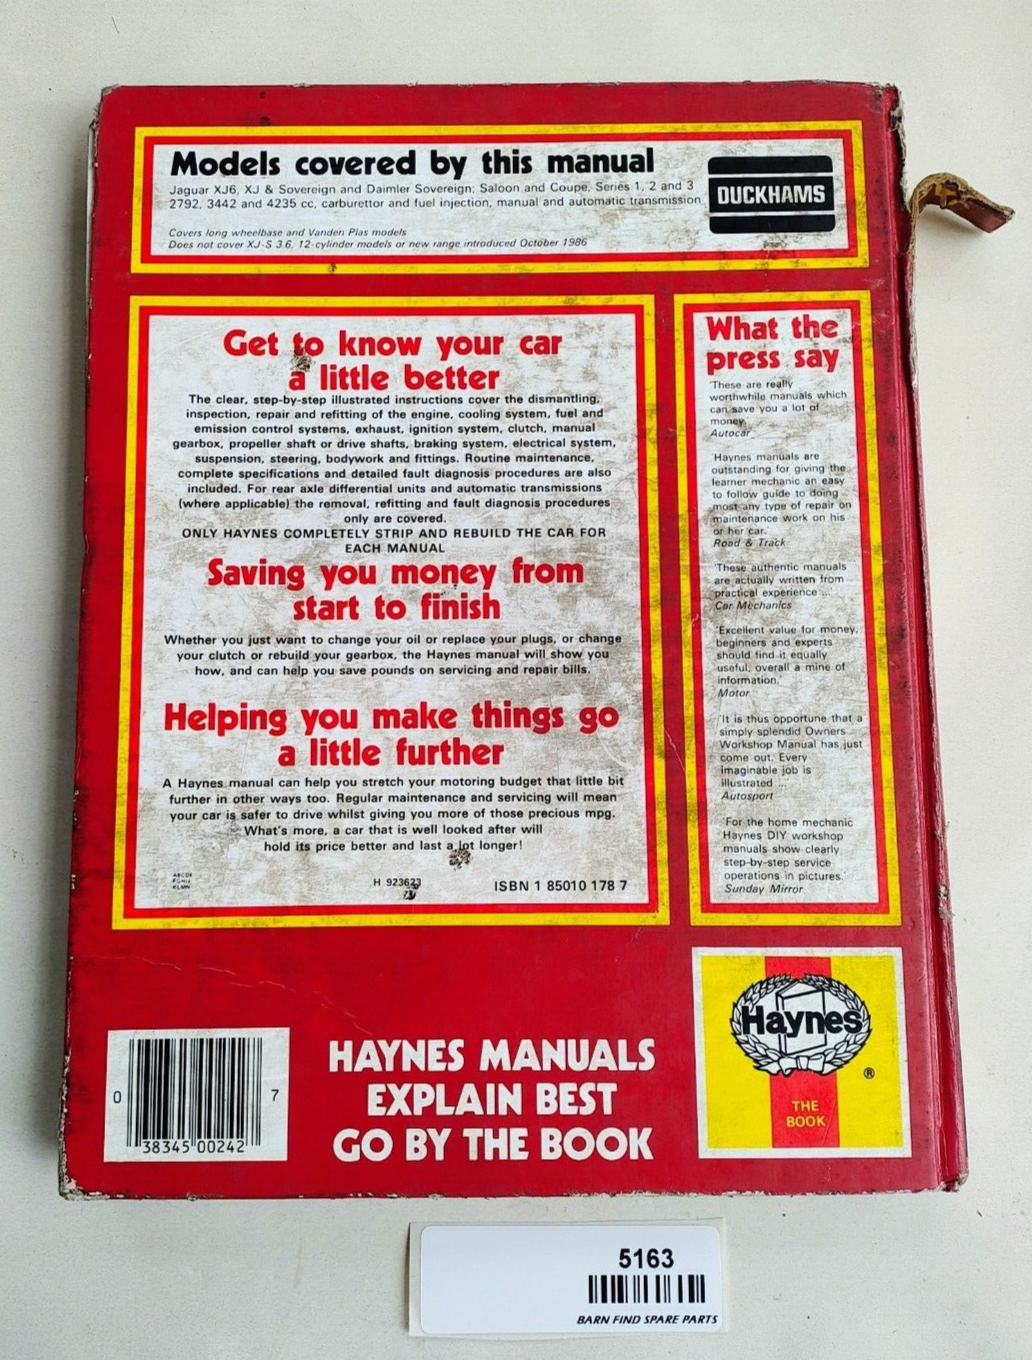 Models covered by this manual
Jaguar XJ6, XJ & Sovereign and Daimler Sovereign; Saloon and Coupe, Series 1, 2 and 3
2792, 3442 and 4235 cc, carburettor and fuel injection, manual and automatic transmission
Covers long wheelbase and Vanden Plas models
Does not cover XJ-S 3.6, 12-cylinder models or new range introduced October 1986
DUCKHAMS
Get to know your car
a little better
The clear, step-by-step illustrated instructions cover the dismantling,
inspection, repair and refitting of the engine, cooling system, fuel and
emission control systems, exhaust, ignition system, clutch, manual
gearbox, propeller shaft or drive shafts, braking system, electrical system,
suspension, steering, bodywork and fittings. Routine maintenance,
complete specifications and detailed fault diagnosis procedures are also
included. For rear axle differential units and automatic transmissions
(where applicable) the removal, refitting and fault diagnosis procedures
only are covered.
ONLY HAYNES COMPLETELY STRIP AND REBUILD THE CAR FOR
EACH MANUAL
Saving you money from
start to finish
Whether you just want to change your oil or replace your plugs, or change
your clutch or rebuild your gearbox, the Haynes manual will show you
how, and can help you save pounds on servicing and repair bills.
Helping you make things go
a little further
A Haynes manual can help you stretch your motoring budget that little bit
further in other ways too. Regular maintenance and servicing will mean
your car is safer to drive whilst giving you more of those precious mpg.
What's more, a car that is well looked after will
hold its price better and last a lot longer!
ABCDE
FGHIJ
KLMN
H 923623
ISBN 1 85010 178 7
What the
press say
'These are really
worthwhile manuals which
can save you a lot of
money.'
Autocar
'Haynes manuals are
outstanding for giving the
learner mechanic an easy
to follow guide to doing
most any type of repair on
maintenance work on his
or her car.'
Road & Track
'These authentic manuals
are actually written from
practical experience ...'
Car Mechanics
'Excellent value for money,
beginners and experts
should find it equally
useful, overall a mine of
information.'
Motor
'It is thus opportune that a
simply splendid Owners
Workshop Manual has just
come out. Every
imaginable job is
illustrated ...'
Autosport
'For the home mechanic
Haynes DIY workshop
manuals show clearly
step-by-step service
operations in pictures.'
Sunday Mirror
0 38345 00242 7
HAYNES MANUALS
EXPLAIN BEST
GO BY THE BOOK
Haynes
®
THE
BOOK
5163
BARN FIND SPARE PARTS